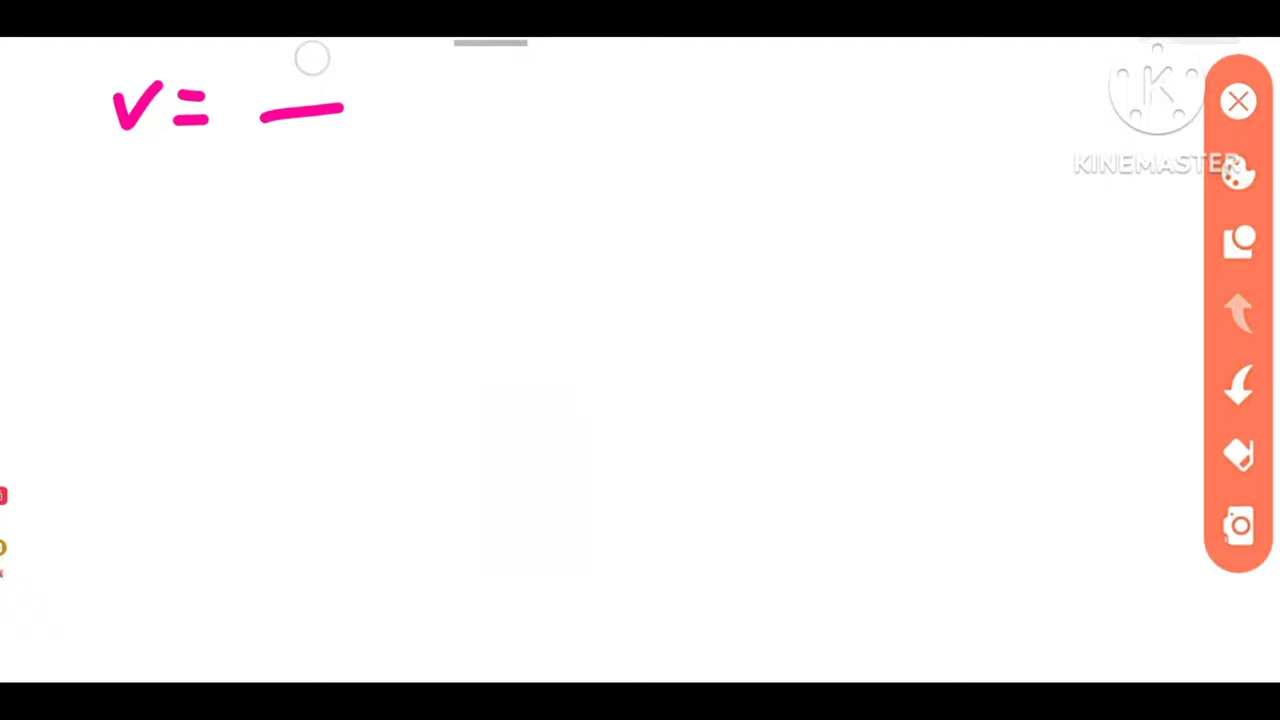 v = —
KINEMASTER